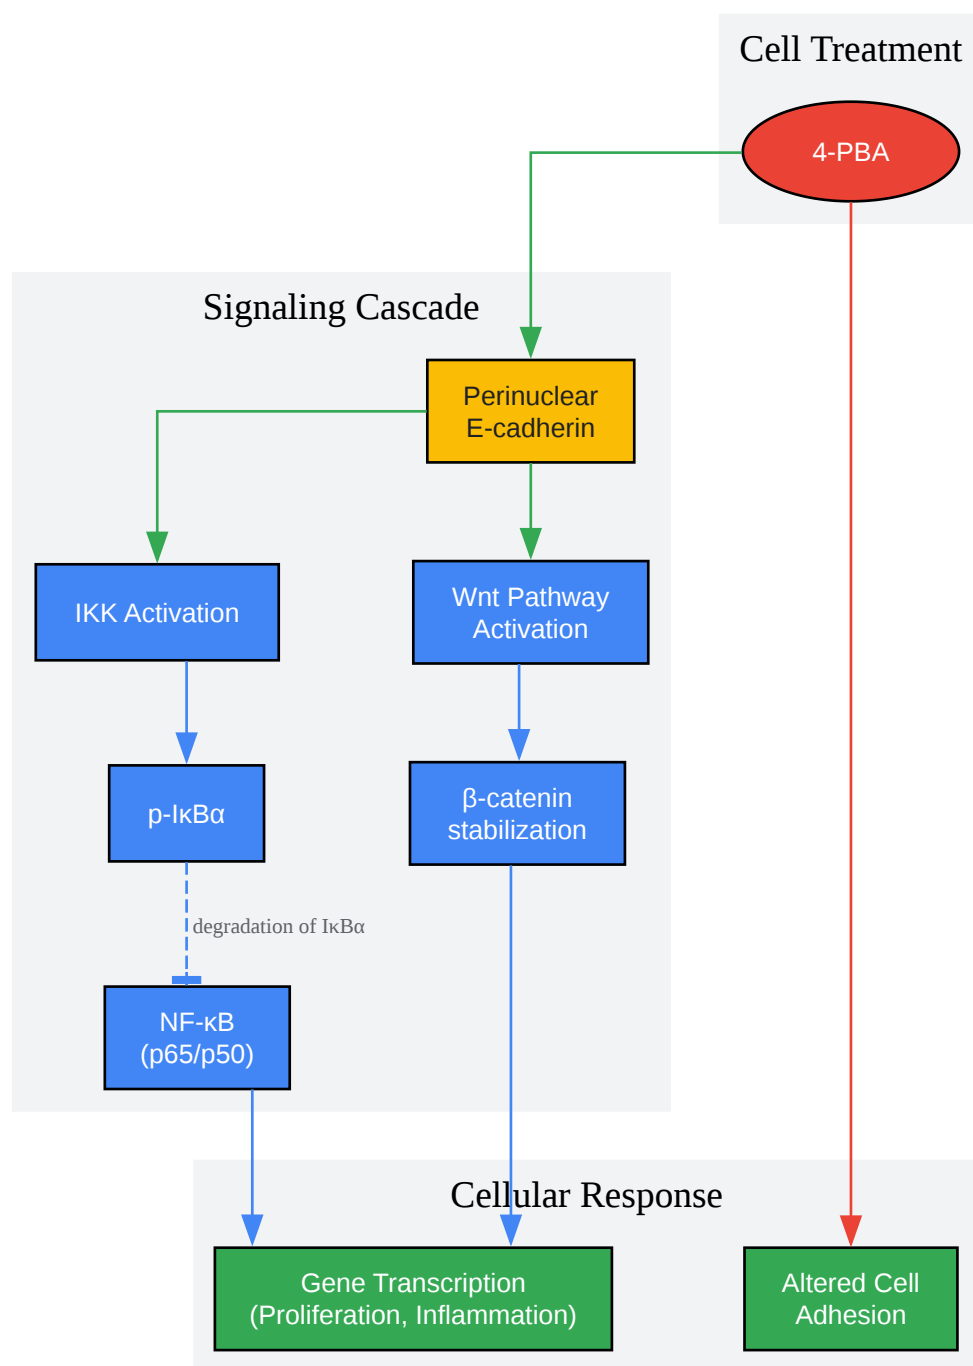 Cell Treatment
4-PBA
Signaling Cascade
Perinuclear
E-cadherin
IKK Activation
Wnt Pathway
Activation
p-IκBα
β-catenin
stabilization
degradation of IκBα
NF-κB
(p65/p50)
Cellular Response
Gene Transcription
(Proliferation, Inflammation)
Altered Cell
Adhesion